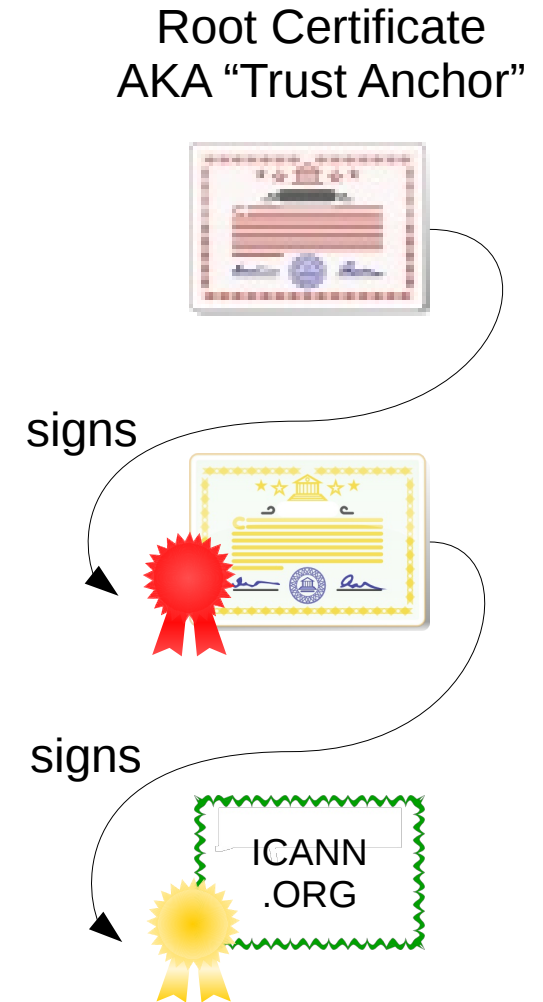 Root Certificate
AKA “Trust Anchor”
signs
signs
ICANN
.ORG